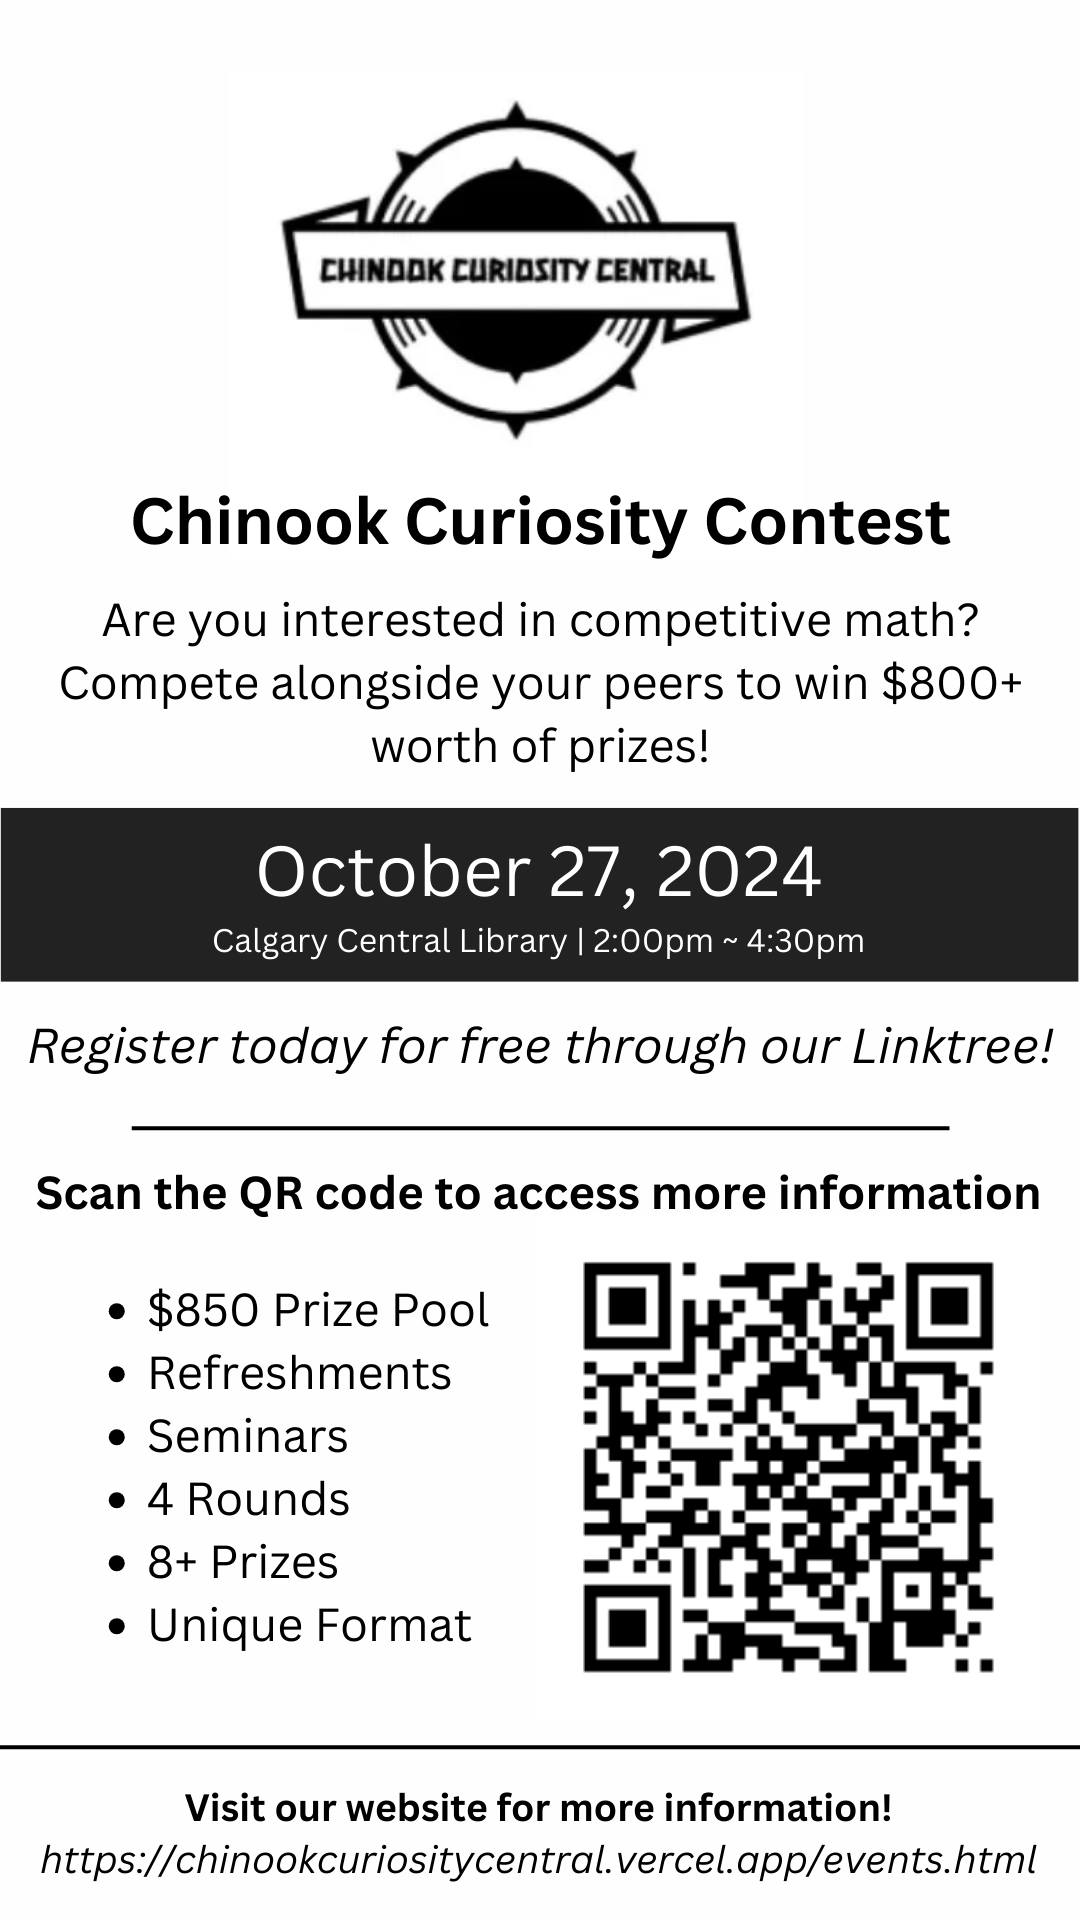 CHINOOK CURIOSITY CENTRAL
Chinook Curiosity Contest
Are you interested in competitive math?
Compete alongside your peers to win $800+
worth of prizes!
October 27, 2024
Calgary Central Library | 2:00pm ~ 4:30pm
Register today for free through our Linktree!
Scan the QR code to access more information
• $850 Prize Pool
• Refreshments
• Seminars
• 4 Rounds
• 8+ Prizes
• Unique Format
Visit our website for more information!
https://chinookcuriositycentral.vercel.app/events.html